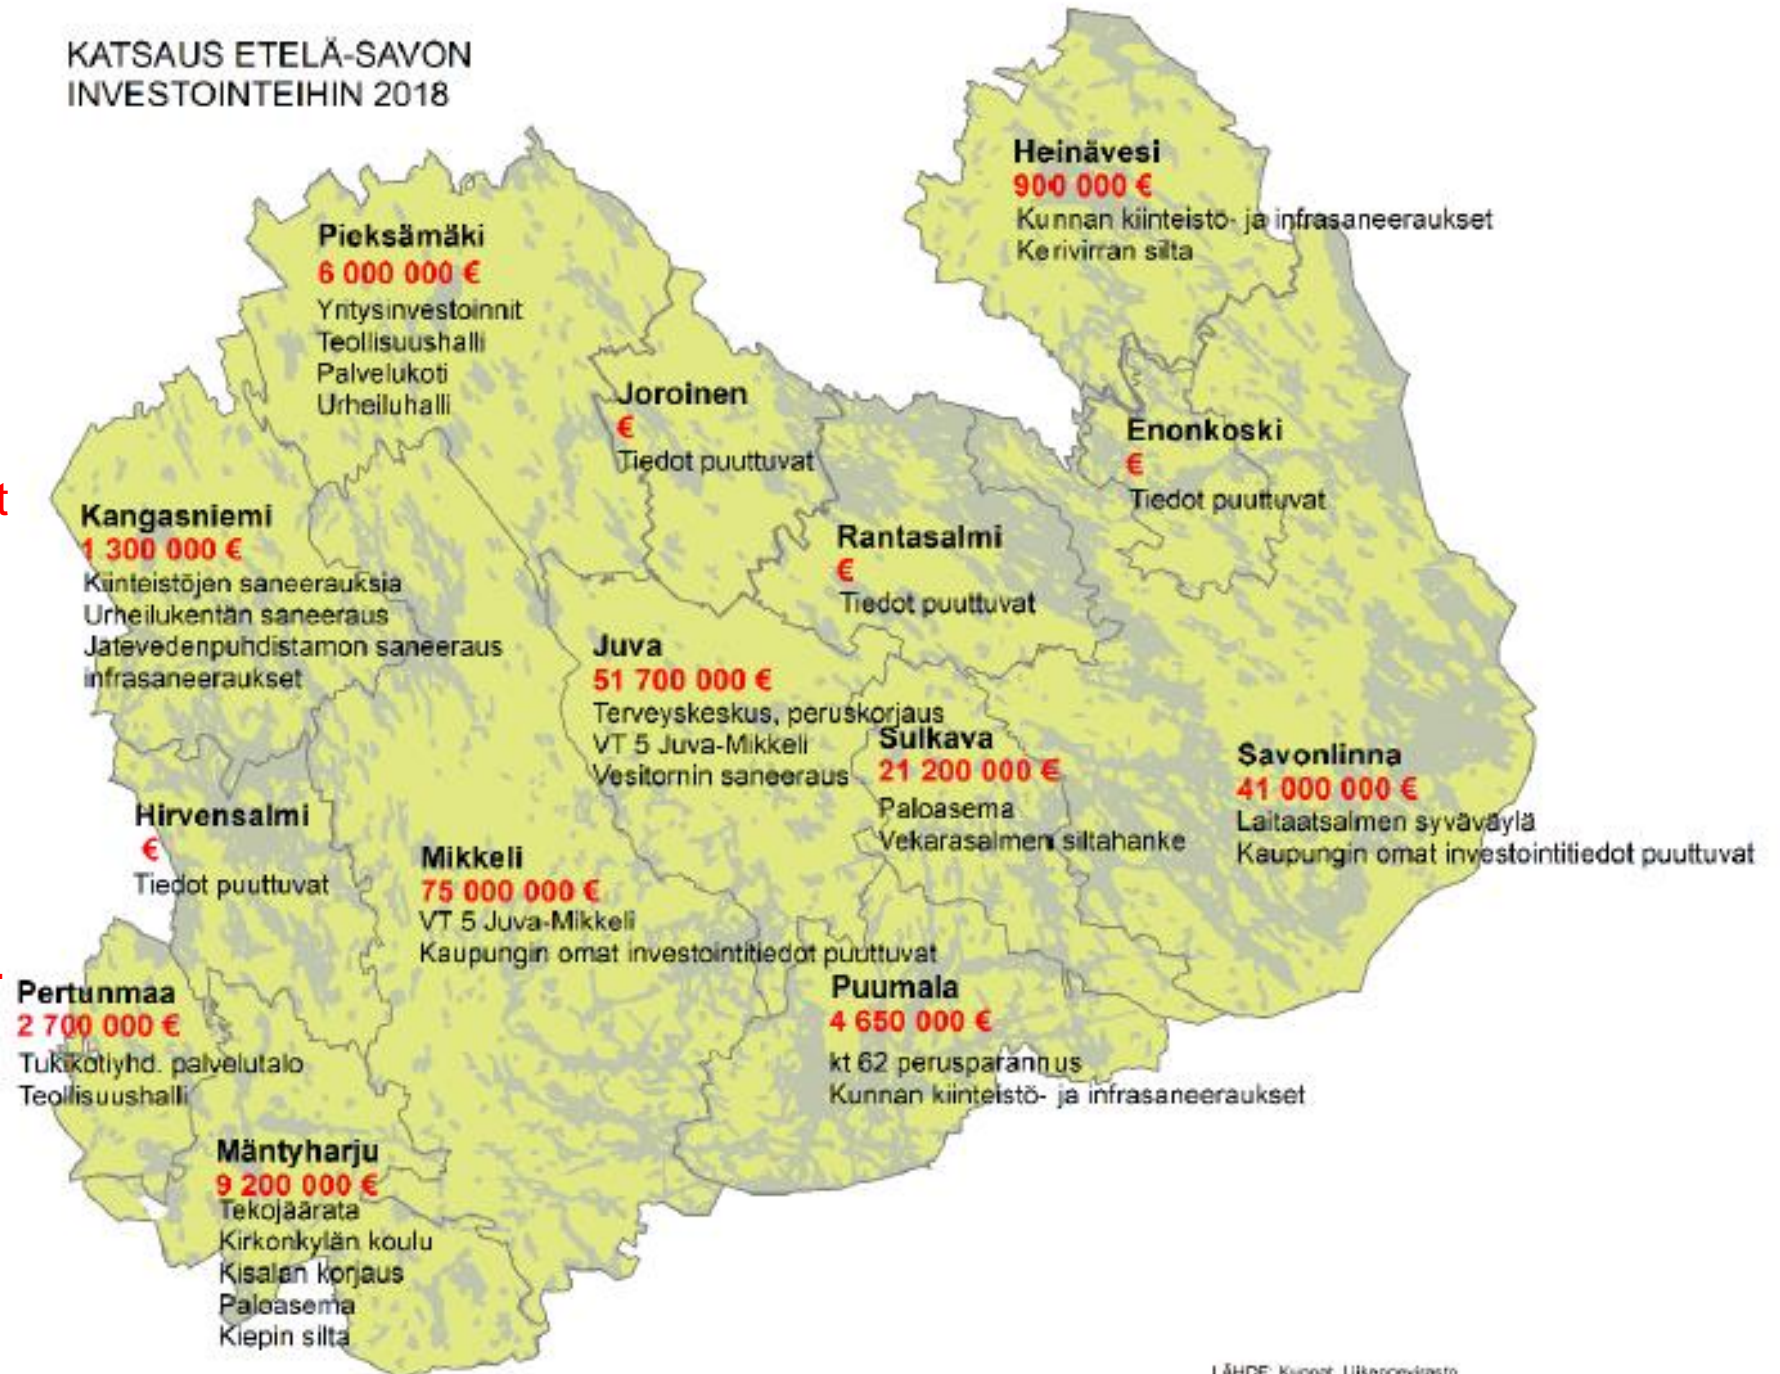 KATSAUS ETELÄ-SAVON
INVESTOINTEIHIN 2018
Heinävesi
900 000 €
Kunnan kiinteistö- ja infrasaneeraukset
Kerivirran silta
Pieksämäki
6 000 000 €
Yritysinvestoinnit
Teollisuushalli
Palvelukoti
Urheiluhalli
Joroinen
€
Tiedot puuttuvat
Enonkoski
€
Tiedot puuttuvat
t
Kangasniemi
1 300 000 €
Kiinteistöjen saneerauksia
Urheilukentän saneeraus
Jatevedenpuhdistamon saneeraus
infrasaneeraukset
Rantasalmi
€
Tiedot puuttuvat
Juva
51 700 000 €
Terveyskeskus, peruskorjaus
VT 5 Juva-Mikkeli
Vesitornin saneeraus
Sulkava
21 200 000 €
Paloasema
Vekarasalmen siltahanke
Savonlinna
41 000 000 €
Laitaatsalmen syväväylä
Kaupungin omat investointitiedot puuttuvat
Hirvensalmi
€
Tiedot puuttuvat
Mikkeli
75 000 000 €
VT 5 Juva-Mikkeli
Kaupungin omat investointitiedot puuttuvat
Pertunmaa
2 700 000 €
Tukikotiyhd. palvelutalo
Teollisuushalli
Puumala
4 650 000 €
kt 62 perusparannus
Kunnan kiinteistö- ja infrasaneeraukset
Mäntyharju
9 200 000 €
Tekojäärata
Kirkonkylän koulu
Kisalan korjaus
Paloasema
Kiepin silta
LÄHDE: Kunnat,